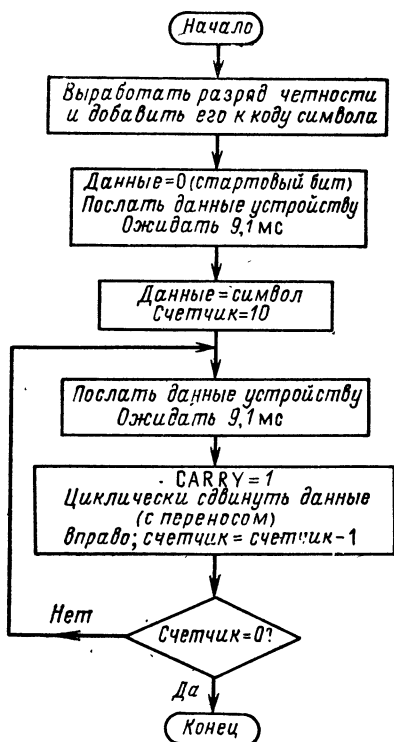 Начало
Выработать разряд четности
и добавить его к коду символа
Данные=0 (стартовый бит)
Послать данные устройству
Ожидать 9,1 мс
Данные=символ
Счетчик=10
Послать данные устройству
Ожидать 9,1 мс
CARRY=1
Циклически сдвинуть данные
(с переносом)
вправо; счетчик=счетчик-1
Нет
Счетчик=0?
Да
Конец